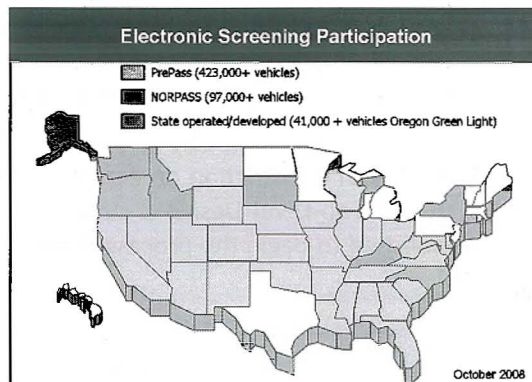 Electronic Screening Participation
PrePass (423,000+ vehicles)
NORPASS (97,000+ vehicles)
State operated/developed (41,000 + vehicles Oregon Green Light)
October 2008